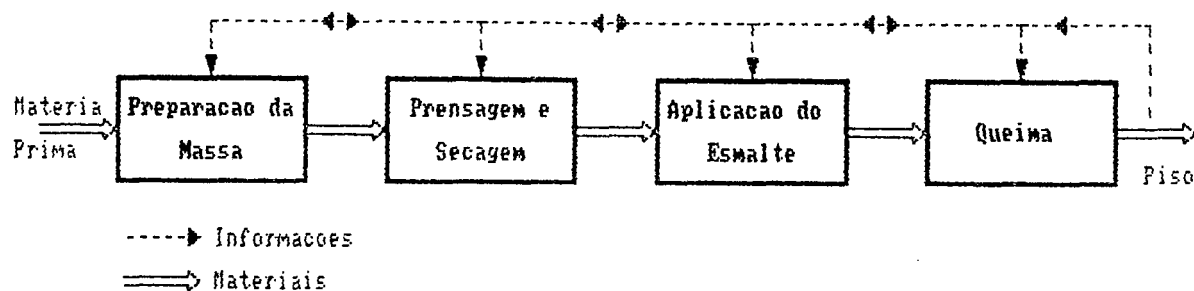 Materia
Prima
Preparacao da
Massa
Prensagem e
Secagem
Aplicacao do
Esmalte
Queima
Piso
Informacoes
Materiais